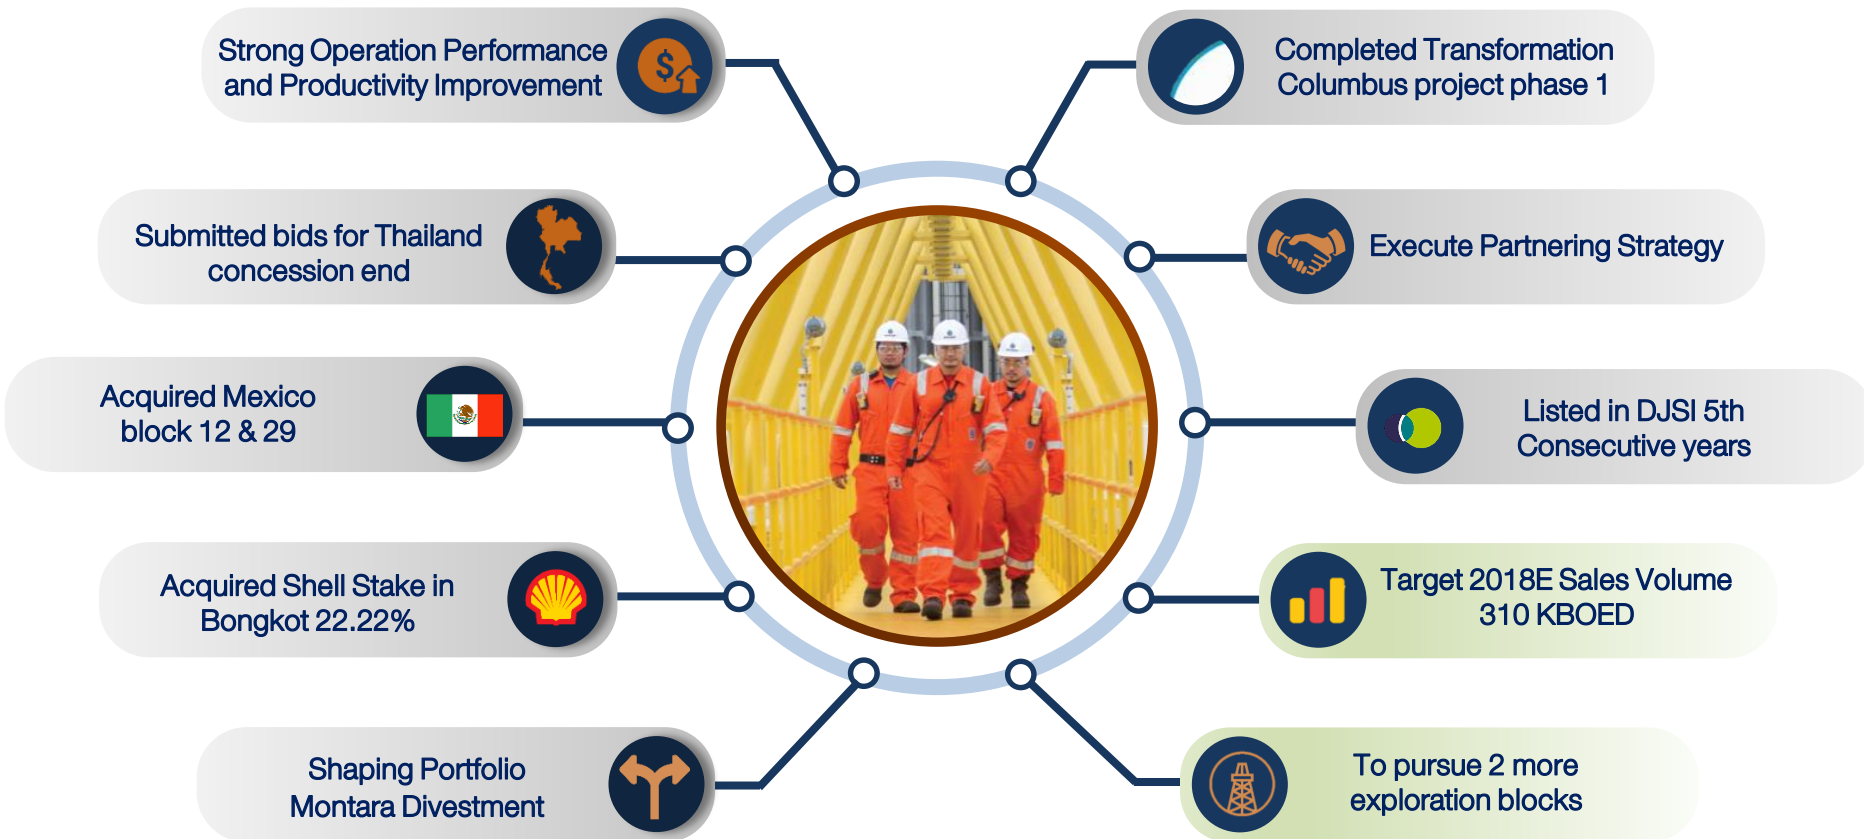 Strong Operation Performance
and Productivity Improvement
$
Submitted bids for Thailand
concession end
Acquired Mexico
block 12 & 29
Acquired Shell Stake in
Bongkot 22.22%
Shaping Portfolio
Montara Divestment
Completed Transformation
Columbus project phase 1
Execute Partnering Strategy
Listed in DJSI 5th
Consecutive years
Target 2018E Sales Volume
310 KBOED
To pursue 2 more
exploration blocks